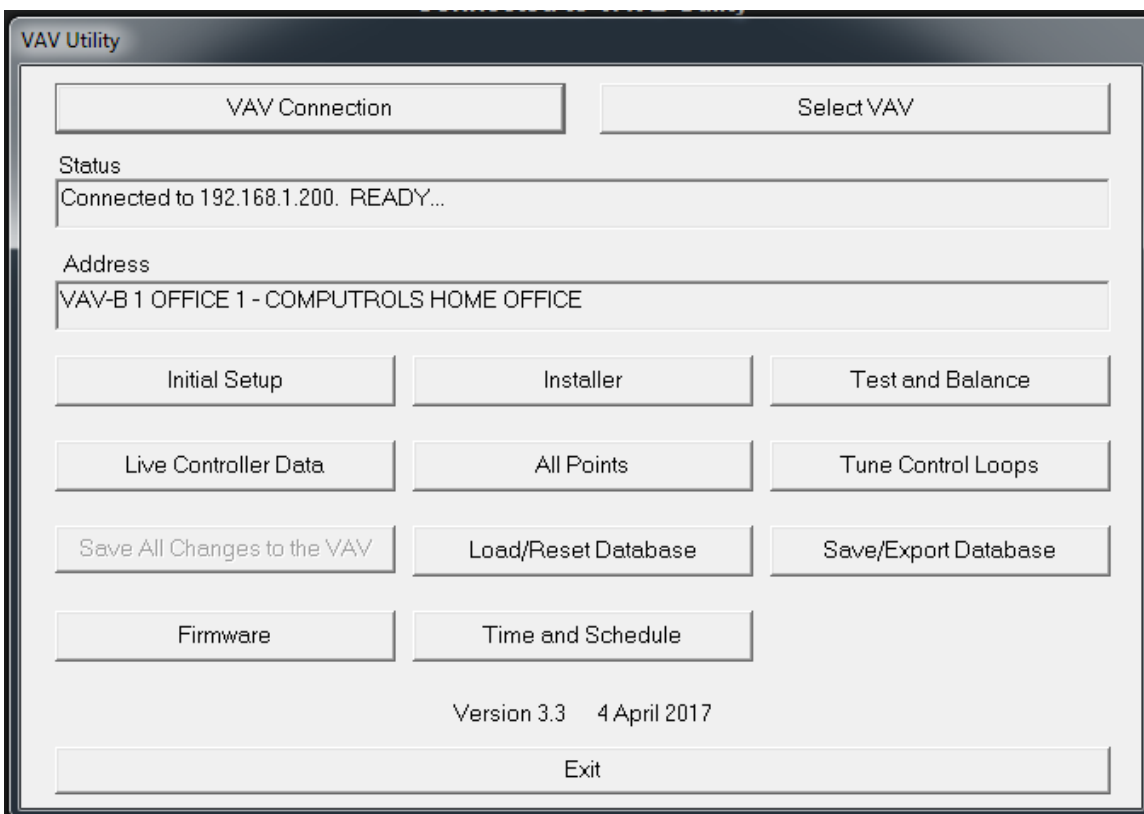 VAV Utility
VAV Connection
Select VAV
Status
Connected to 192.168.1.200. READY...
Address
VAV-B 1 OFFICE 1 - COMPUTROLS HOME OFFICE
Initial Setup
Installer
Test and Balance
Live Controller Data
All Points
Tune Control Loops
Save All Changes to the VAV
Load/Reset Database
Save/Export Database
Firmware
Time and Schedule
Version 3.3 4 April 2017
Exit